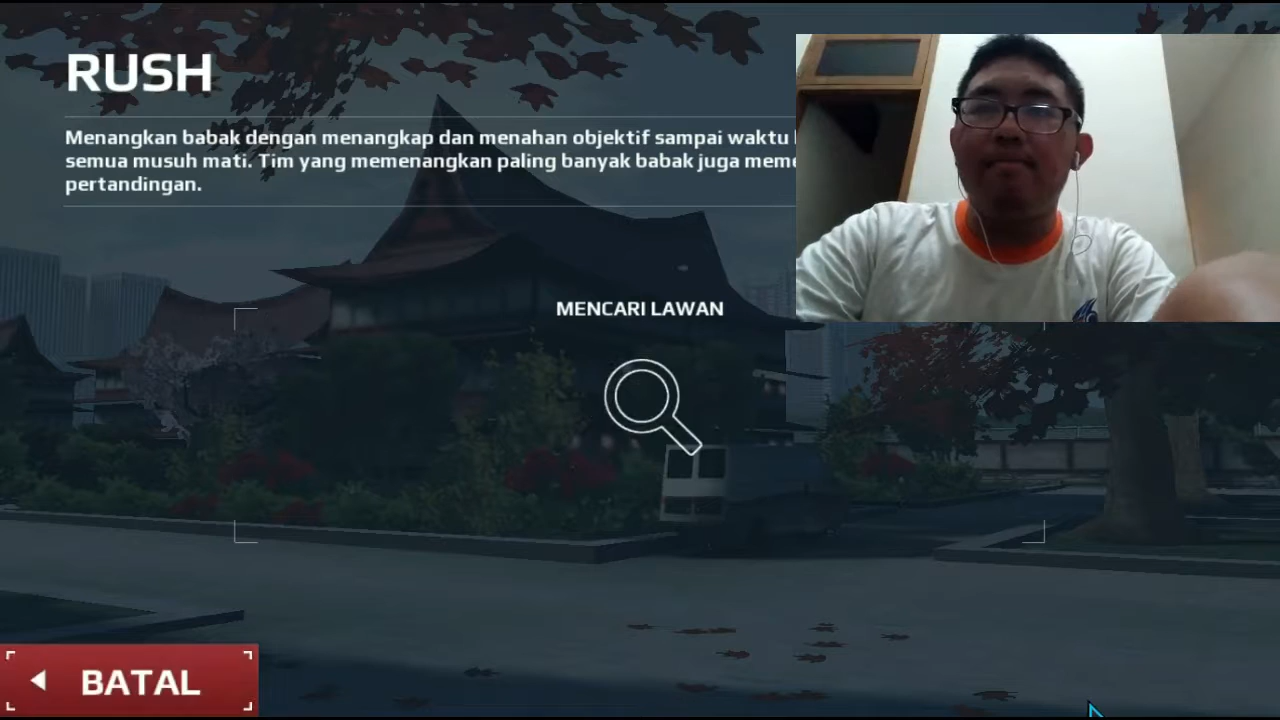 RUSH
Menangkan babak dengan menangkap dan menahan objektif sampai waktu
semua musuh mati. Tim yang memenangkan paling banyak babak juga meme
pertandingan.
MENCARI LAWAN
BATAL